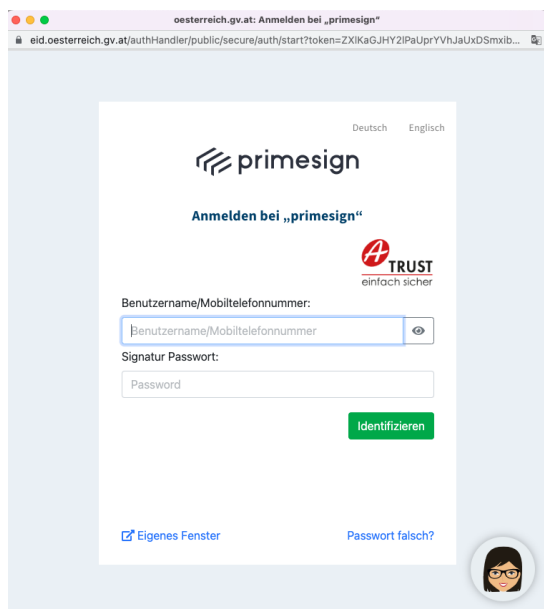 oesterreich.gv.at: Anmelden bei „primesign“
eid.oesterreich.gv.at/authHandler/public/secure/auth/start?token=ZXlKaGJHY2lPaUprYVhJaUxDSmxib...
Deutsch Englisch
primesign
Anmelden bei „primesign“
A TRUST
einfach sicher
Benutzername/Mobiltelefonnummer:
Benutzername/Mobiltelefonnummer
Signatur Passwort:
Password
Identifizieren
Eigenes Fenster Passwort falsch?